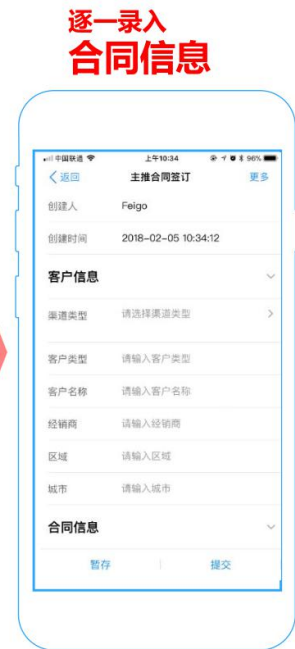 逐一录入
合同信息
中国联通 上午10:34 96%
返回 主推合同签订 更多
创建人 Feigo
创建时间 2018-02-05 10:34:12
客户信息
渠道类型 请选择渠道类型
客户类型 请输入客户类型
客户名称 请输入客户名称
经销商 请输入经销商
区域 请输入区域
城市 请输入城市
合同信息
暂存 提交